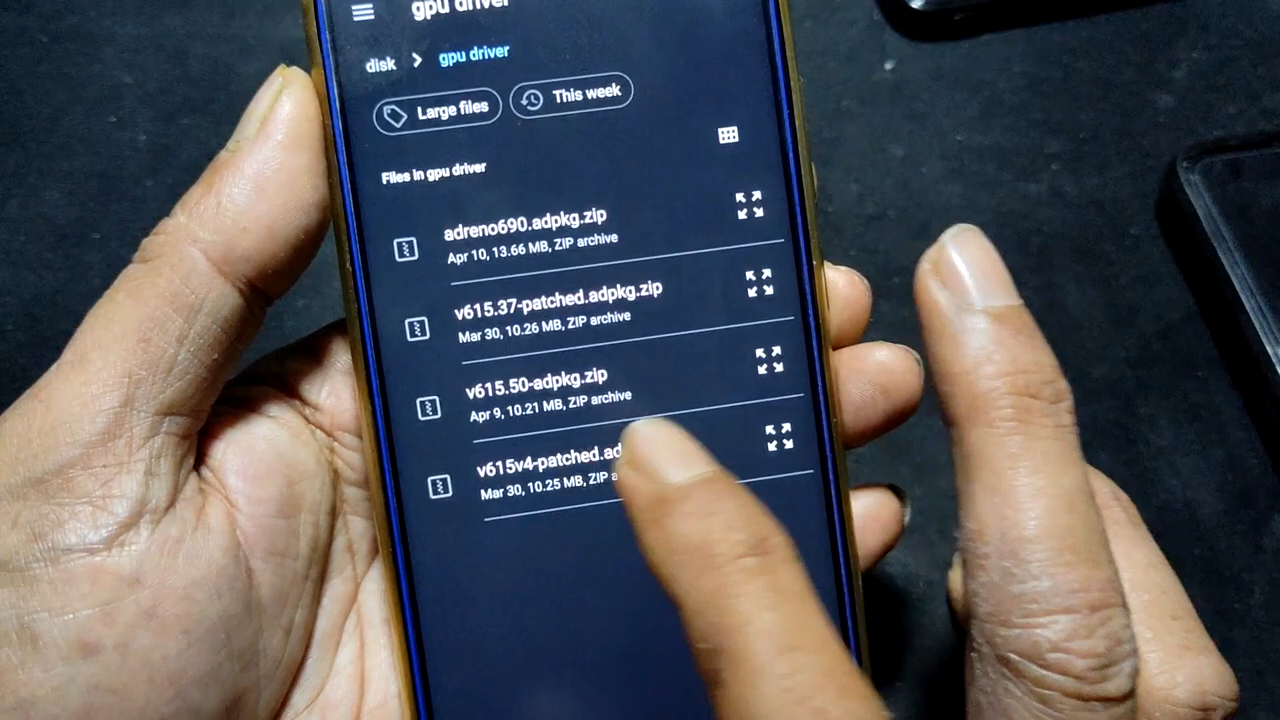 gpu driver
disk > gpu driver
Large files
This week
Files in gpu driver
adreno690.adpkg.zip
Apr 10, 13.66 MB, ZIP archive
v615.37-patched.adpkg.zip
Mar 30, 10.26 MB, ZIP archive
v615.50-adpkg.zip
Apr 9, 10.21 MB, ZIP archive
v615v4-patched.ad
Mar 30, 10.25 MB, ZIP a